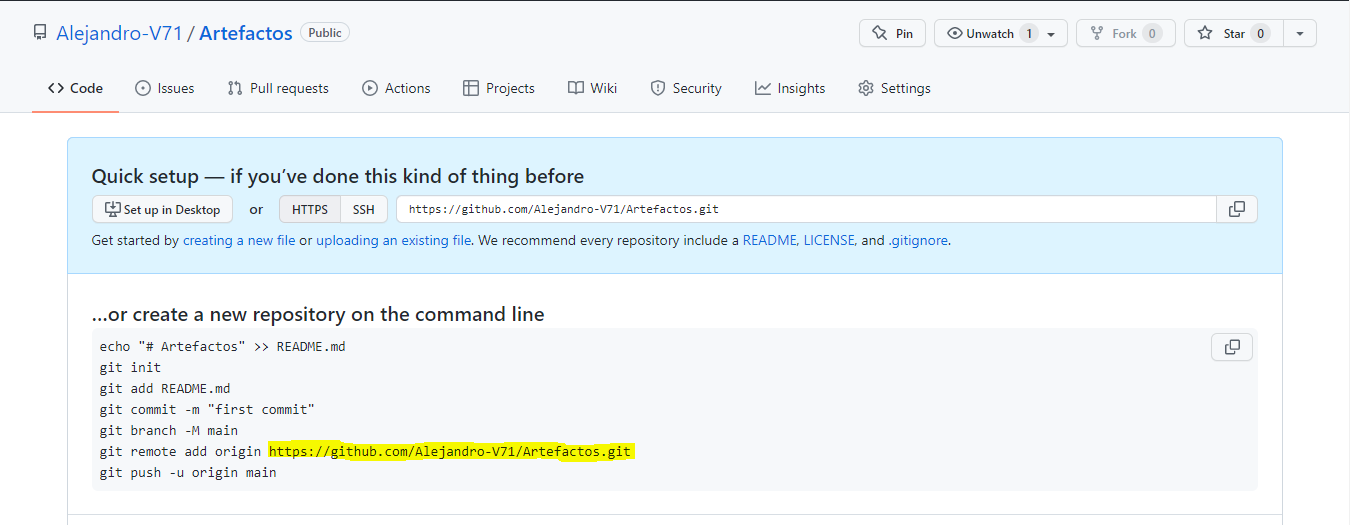 Alejandro-V71 / Artefactos Public Pin Unwatch 1 Fork 0 Star 0
Code Issues Pull requests Actions Projects Wiki Security Insights Settings
Quick setup — if you've done this kind of thing before
Set up in Desktop or HTTPS SSH https://github.com/Alejandro-V71/Artefactos.git
Get started by creating a new file or uploading an existing file. We recommend every repository include a README, LICENSE, and .gitignore.
...or create a new repository on the command line
echo "# Artefactos" >> README.md
git init
git add README.md
git commit -m "first commit"
git branch -M main
git remote add origin https://github.com/Alejandro-V71/Artefactos.git
git push -u origin main